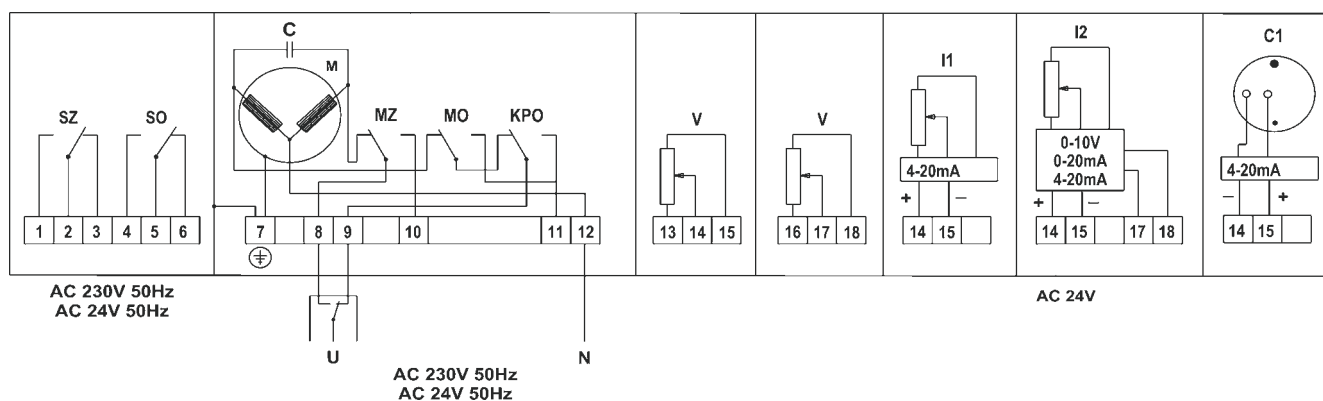 C
M
SZ
SO
MZ
MO
KPO
V
V
I1
I2
C1
0-10V
0-20mA
4-20mA
4-20mA
4-20mA
+ –
+ –
– +
1 2 3 4 5 6
7 8 9 10 11 12
13 14 15
16 17 18
14 15
14 15 17 18
14 15
AC 230V 50Hz
AC 24V 50Hz
AC 24V
U
N
AC 230V 50Hz
AC 24V 50Hz